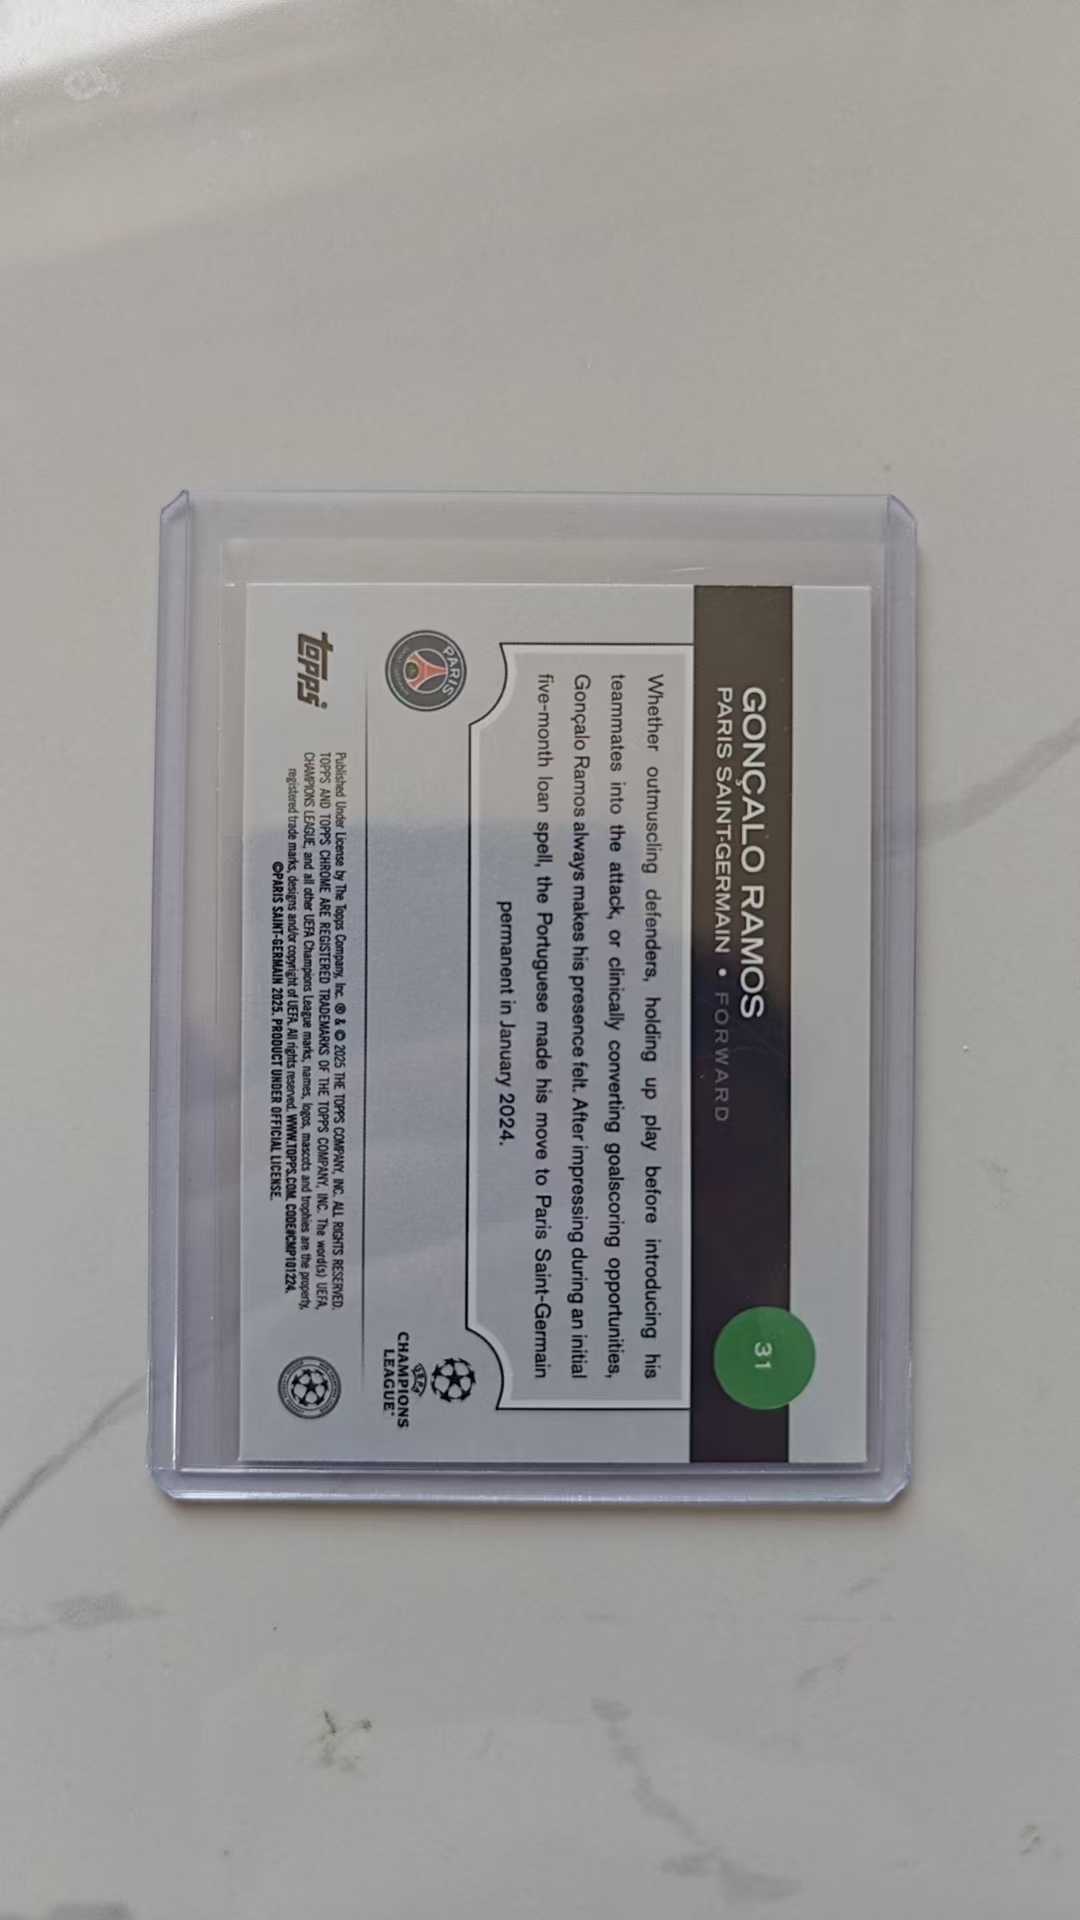 GONÇALO RAMOS
PARIS SAINT-GERMAIN • FORWARD
31
Whether outmuscling defenders, holding up play before introducing his
teammates into the attack, or clinically converting goalscoring opportunities,
Gonçalo Ramos always makes his presence felt. After impressing during an initial
five-month loan spell, the Portuguese made his move to Paris Saint-Germain
permanent in January 2024.
PARIS
UEFA
CHAMPIONS
LEAGUE
topps
Published Under License by The Topps Company, Inc. ® & © 2025 THE TOPPS COMPANY, INC. ALL RIGHTS RESERVED.
TOPPS AND TOPPS CHROME ARE REGISTERED TRADEMARKS OF THE TOPPS COMPANY, INC. The word(s) UEFA,
CHAMPIONS LEAGUE, and all other UEFA Champions League marks, names, logos, mascots and trophies are the property,
registered trade marks, designs and/or copyright of UEFA. All rights reserved. WWW.TOPPS.COM. CODE#CMP101224.
©PARIS SAINT-GERMAIN 2025. PRODUCT UNDER OFFICIAL LICENSE.